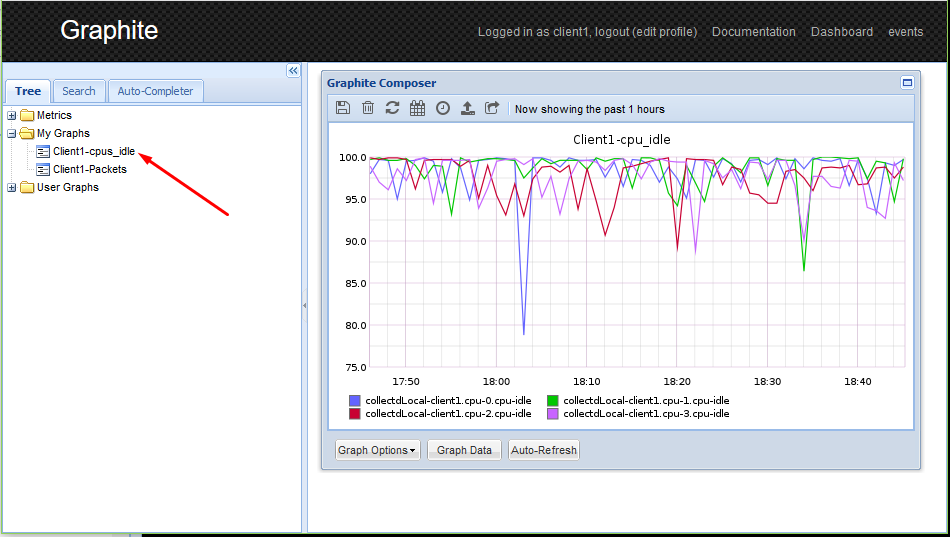 Graphite
Logged in as client1, logout (edit profile) Documentation Dashboard events
Tree Search Auto-Completer
Metrics
My Graphs
Client1-cpus_idle
Client1-Packets
User Graphs
Graphite Composer
Now showing the past 1 hours
Client1-cpu_idle
100.0
95.0
90.0
85.0
80.0
75.0
17:50 18:00 18:10 18:20 18:30 18:40
collectdLocal-client1.cpu-0.cpu-idle collectdLocal-client1.cpu-1.cpu-idle
collectdLocal-client1.cpu-2.cpu-idle collectdLocal-client1.cpu-3.cpu-idle
Graph Options Graph Data Auto-Refresh